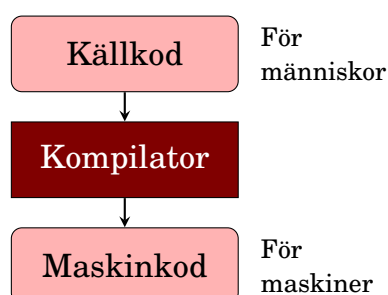 Källkod
För
människor
Kompilator
Maskinkod
För
maskiner